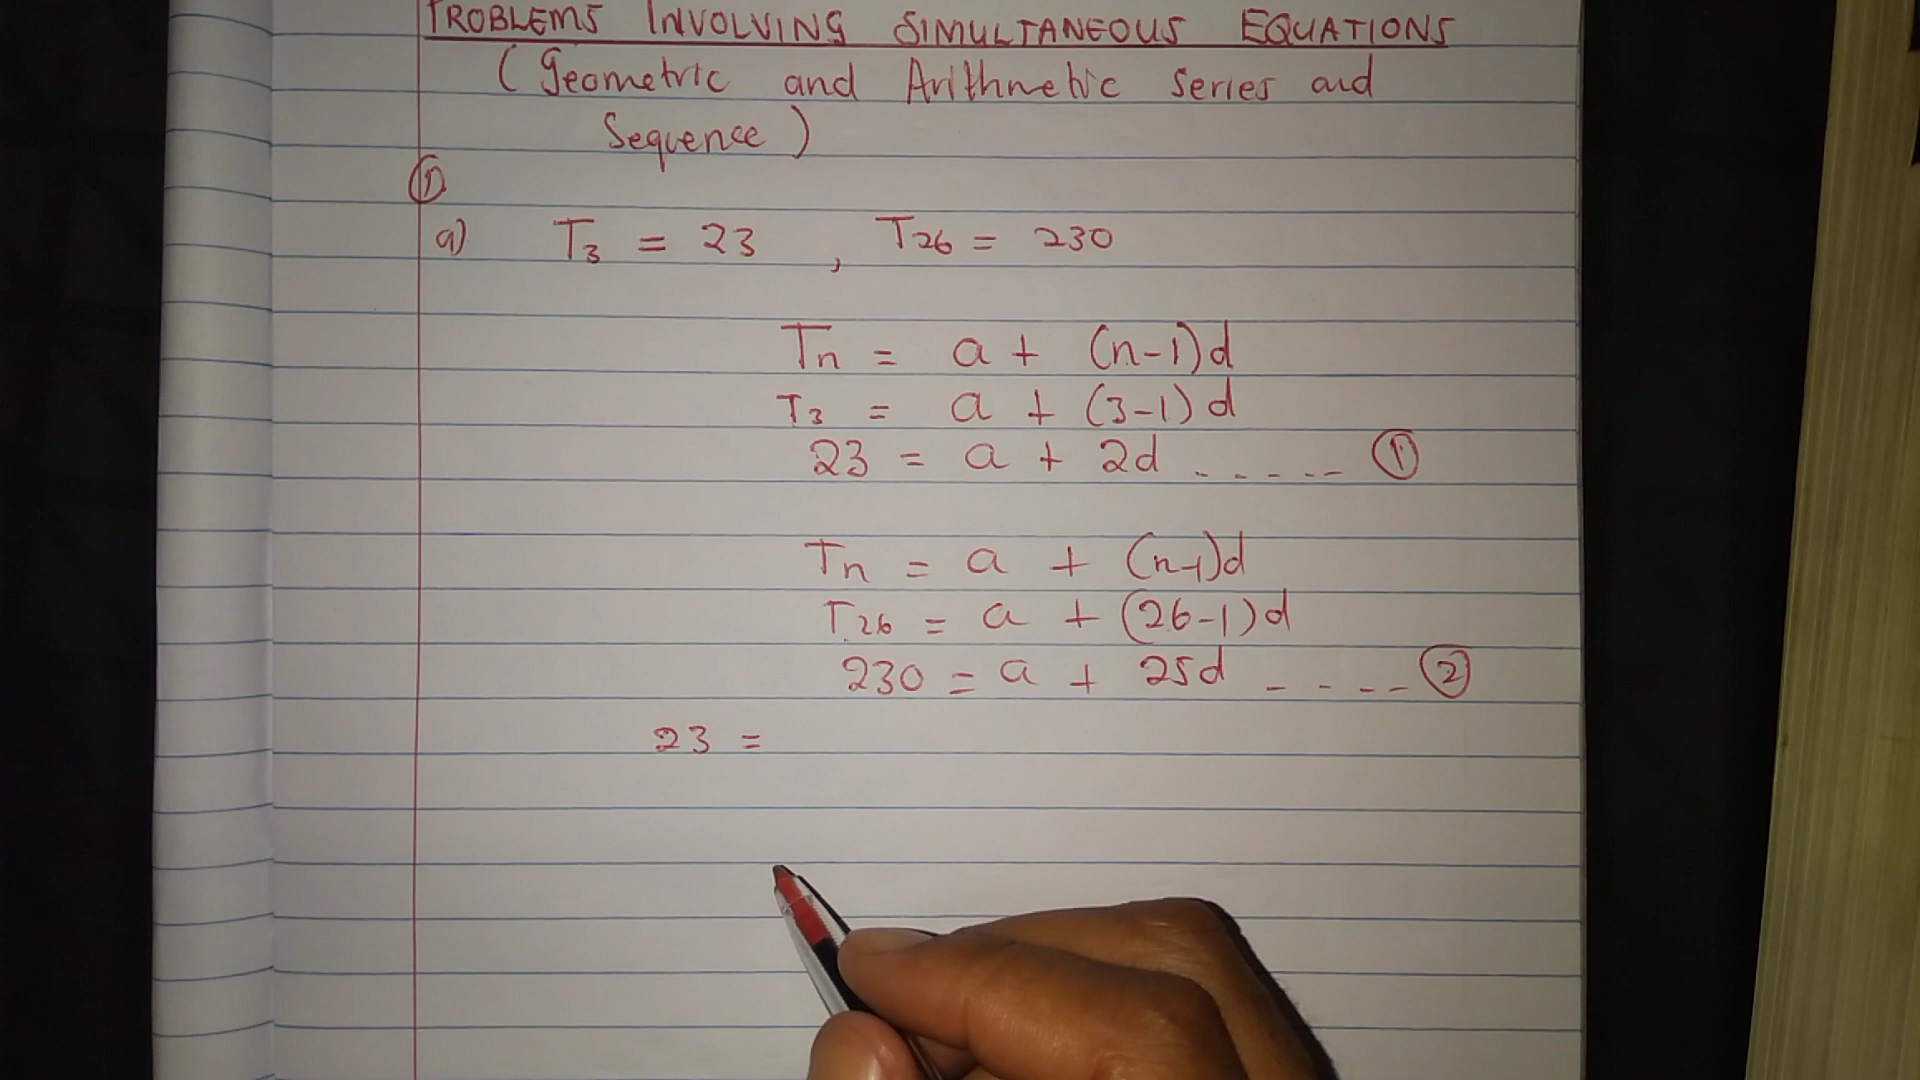 PROBLEMS INVOLVING SIMULTANEOUS EQUATIONS
(Geometric and Arithmetic Series and
Sequence)
①
a) T₃ = 23 , T₂₆ = 230
Tn = a + (n-1)d
T₃ = a + (3-1)d
23 = a + 2d ----- ①
Tn = a + (n-1)d
T₂₆ = a + (26-1)d
230 = a + 25d ---- ②
23 =